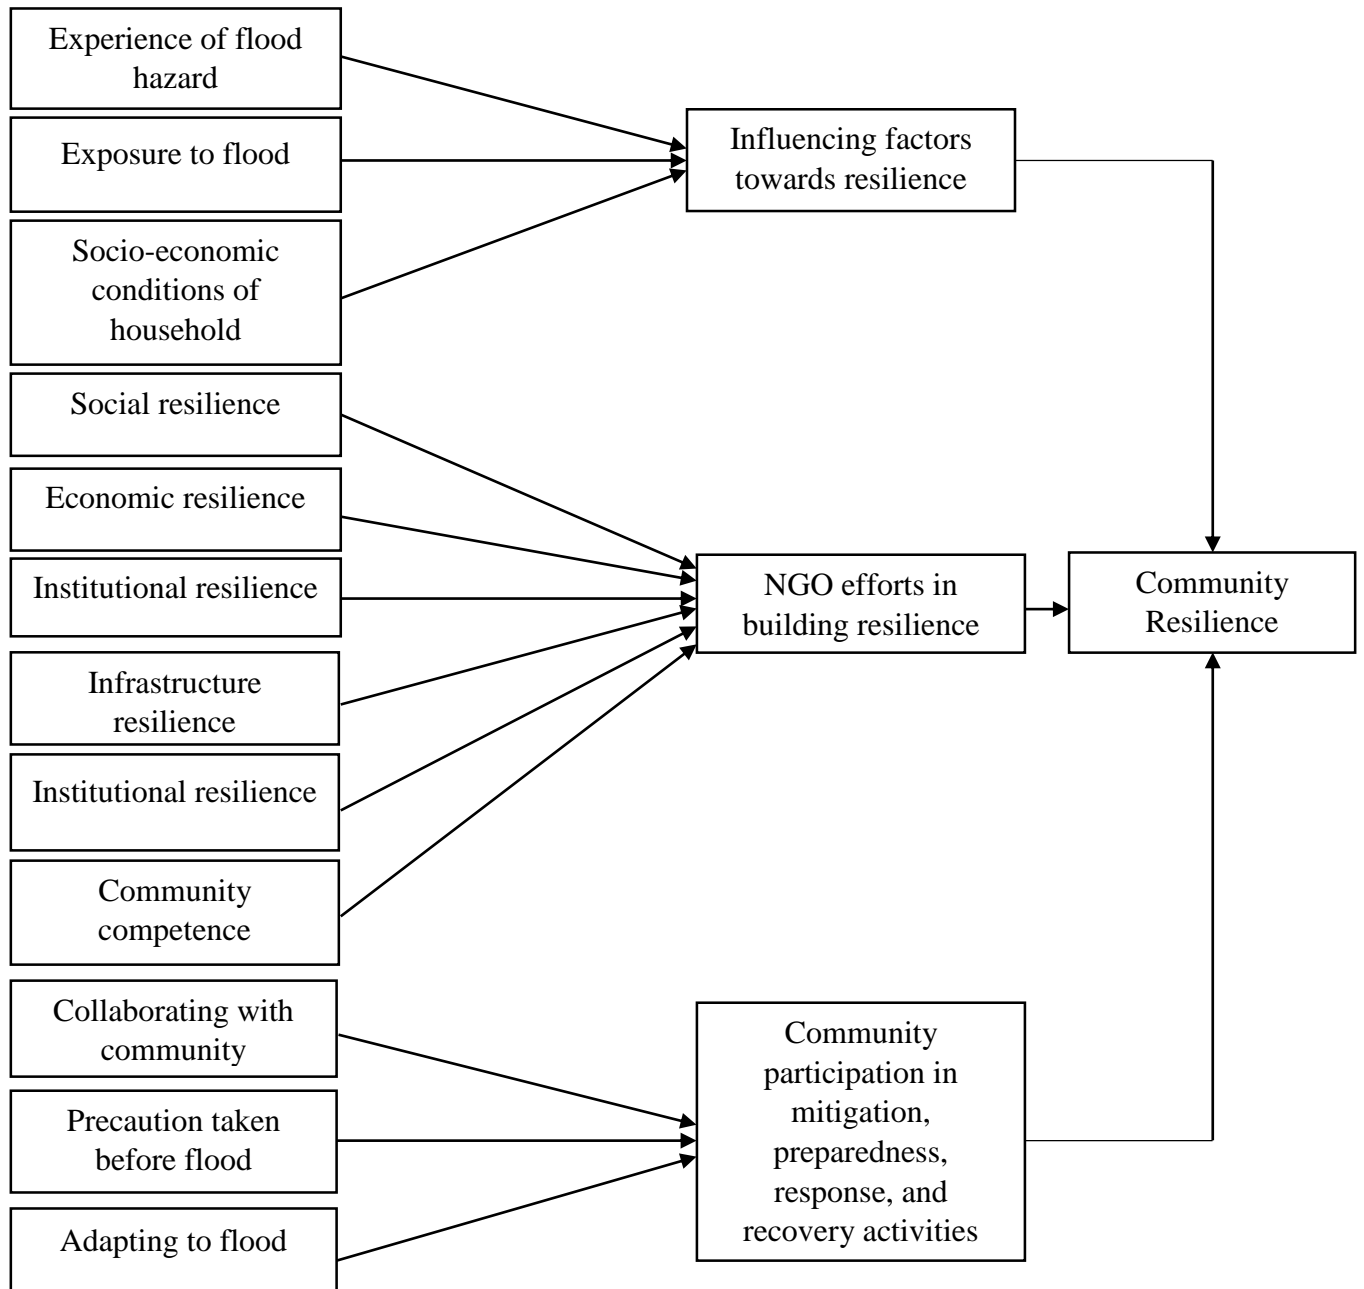 Experience of flood
hazard
Exposure to flood
Socio-economic
conditions of
household
Social resilience
Economic resilience
Institutional resilience
Infrastructure
resilience
Institutional resilience
Community
competence
Collaborating with
community
Precaution taken
before flood
Adapting to flood
Influencing factors
towards resilience
NGO efforts in
building resilience
Community
participation in
mitigation,
preparedness,
response, and
recovery activities
Community
Resilience